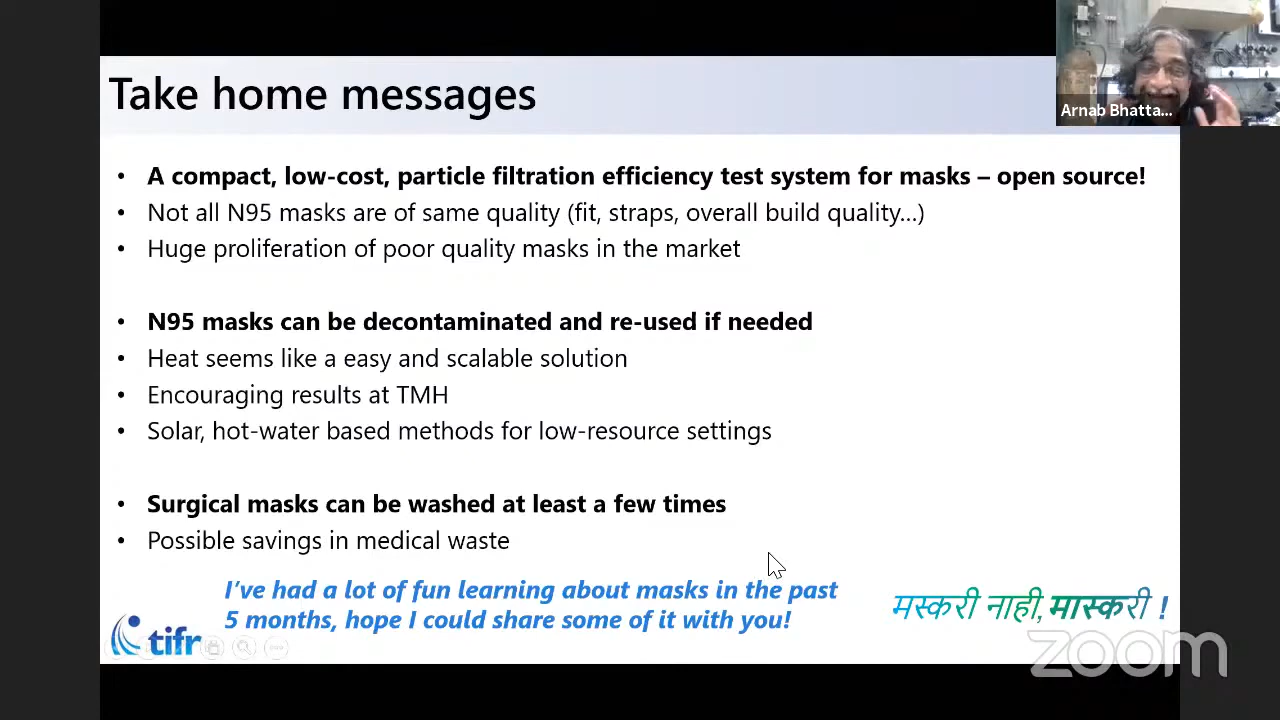 Take home messages
Arnab Bhatta...
• A compact, low-cost, particle filtration efficiency test system for masks – open source!
• Not all N95 masks are of same quality (fit, straps, overall build quality...)
• Huge proliferation of poor quality masks in the market
• N95 masks can be decontaminated and re-used if needed
• Heat seems like a easy and scalable solution
• Encouraging results at TMH
• Solar, hot-water based methods for low-resource settings
• Surgical masks can be washed at least a few times
• Possible savings in medical waste
I've had a lot of fun learning about masks in the past
5 months, hope I could share some of it with you!
मस्करी नाही, मास्करी !
tifr
zoom